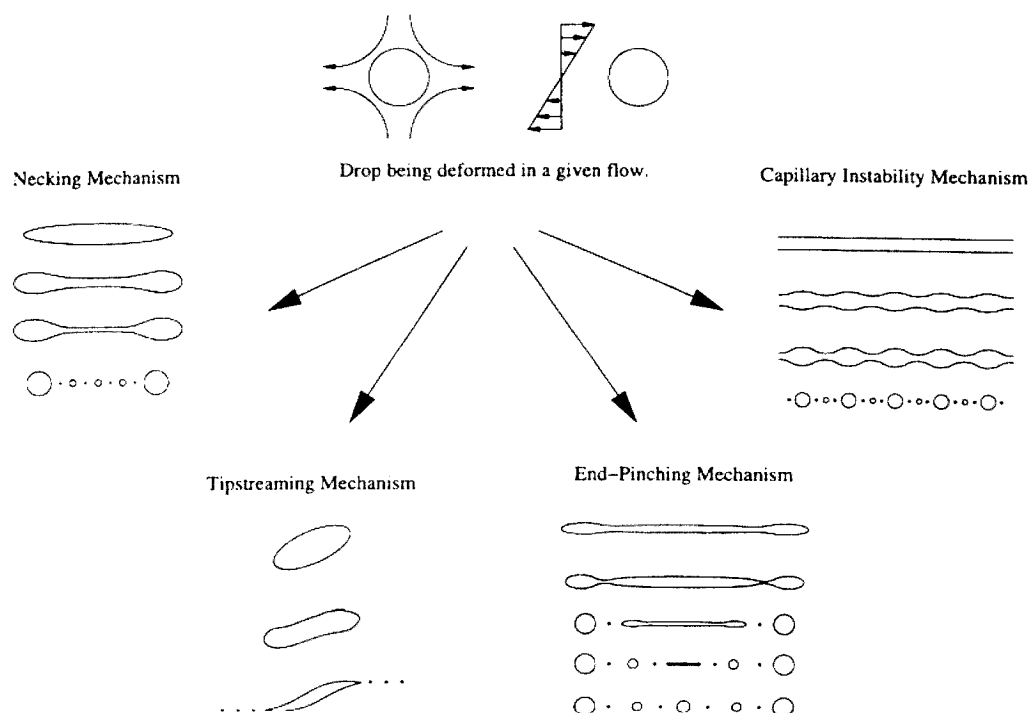 Drop being deformed in a given flow.
Necking Mechanism
Capillary Instability Mechanism
Tipstreaming Mechanism
End-Pinching Mechanism